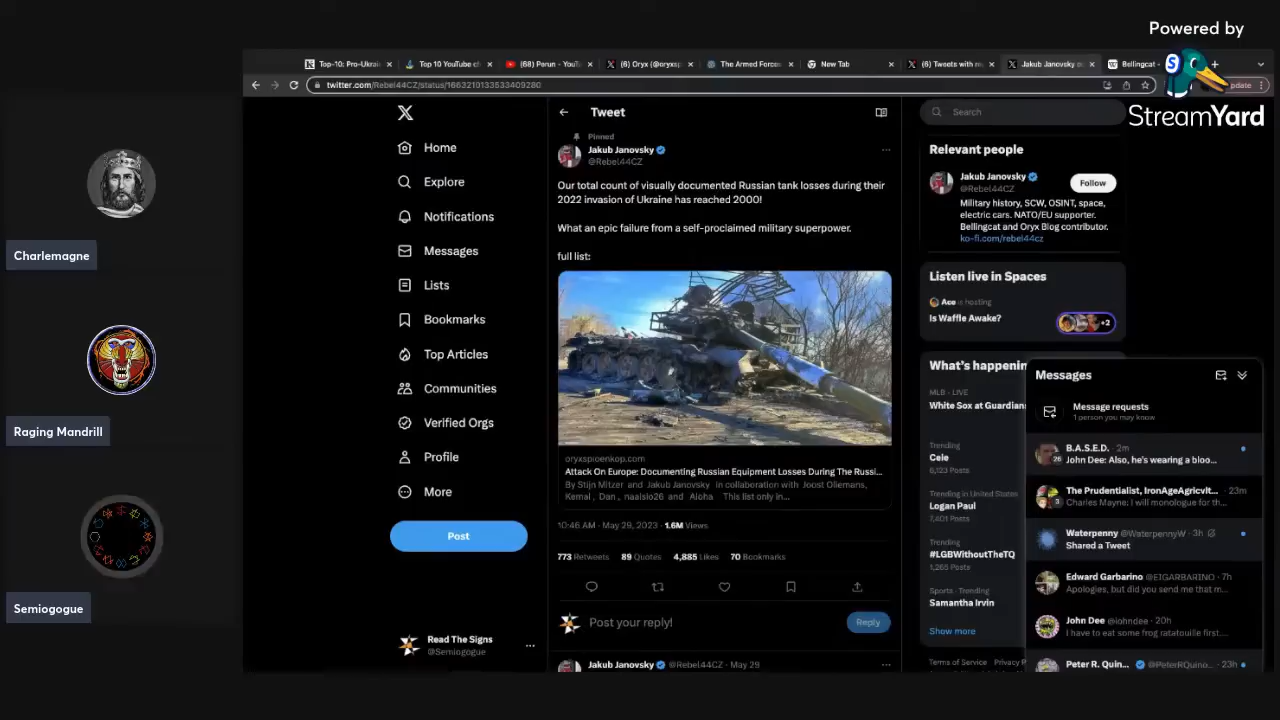 Powered by
StreamYard
Top-10: Pro-Ukrai
Top 10 YouTube ch
(68) Perun - YouT
(6) Oryx (@oryxsp
The Armed Forces
New Tab
(6) Tweets with m
Jakub Janovsky o
Bellingcat -
twitter.com/Rebel44CZ/status/1663210133533409280
Charlemagne
Raging Mandrill
Semiogogue
Home
Explore
Notifications
Messages
Lists
Bookmarks
Top Articles
Communities
Verified Orgs
Profile
More
Post
Read The Signs
@Semiogogue
Tweet
Pinned
Jakub Janovsky
@Rebel44CZ
Our total count of visually documented Russian tank losses during their
2022 invasion of Ukraine has reached 2000!
What an epic failure from a self-proclaimed military superpower.
full list:
oryxspioenkop.com
Attack On Europe: Documenting Russian Equipment Losses During The Russi...
By Stijn Mitzer and Jakub Janovsky in collaboration with Joost Oliemans,
Kemal , Dan , naalsio26 and Aloha This list only in...
10:46 AM · May 29, 2023 · 1.6M Views
773 Retweets 89 Quotes 4,885 Likes 70 Bookmarks
Post your reply!
Reply
Jakub Janovsky @Rebel44CZ · May 29
Search
Relevant people
Jakub Janovsky
@Rebel44CZ
Follow
Military history, SCW, OSINT, space,
electric cars. NATO/EU supporter.
Bellingcat and Oryx Blog contributor.
ko-fi.com/rebel44cz
Listen live in Spaces
Ace is hosting
Is Waffle Awake?
+2
What's happenin
MLB · LIVE
White Sox at Guardian
Trending
Cele
6,123 Posts
Trending in United States
Logan Paul
7,401 Posts
Trending
#LGBWithoutTheTQ
1,265 Posts
Sports · Trending
Samantha Irvin
Show more
Terms of Service Privacy P
Messages
Message requests
1 person you may know
B.A.S.E.D. · 2m
26
John Dee: Also, he's wearing a bloo...
The Prudentialist, IronAgeAgricvlt... · 23m
3
Charles Mayne: I will monologue for th...
Waterpenny @WaterpennyW · 3h
Shared a Tweet
Edward Garbarino @EIGARBARINO · 7h
Apologies, but did you send me that m...
John Dee @iohndee · 20h
I have to eat some frog ratatouille first....
Peter R. Quin... @PeterRQuino... · 23h